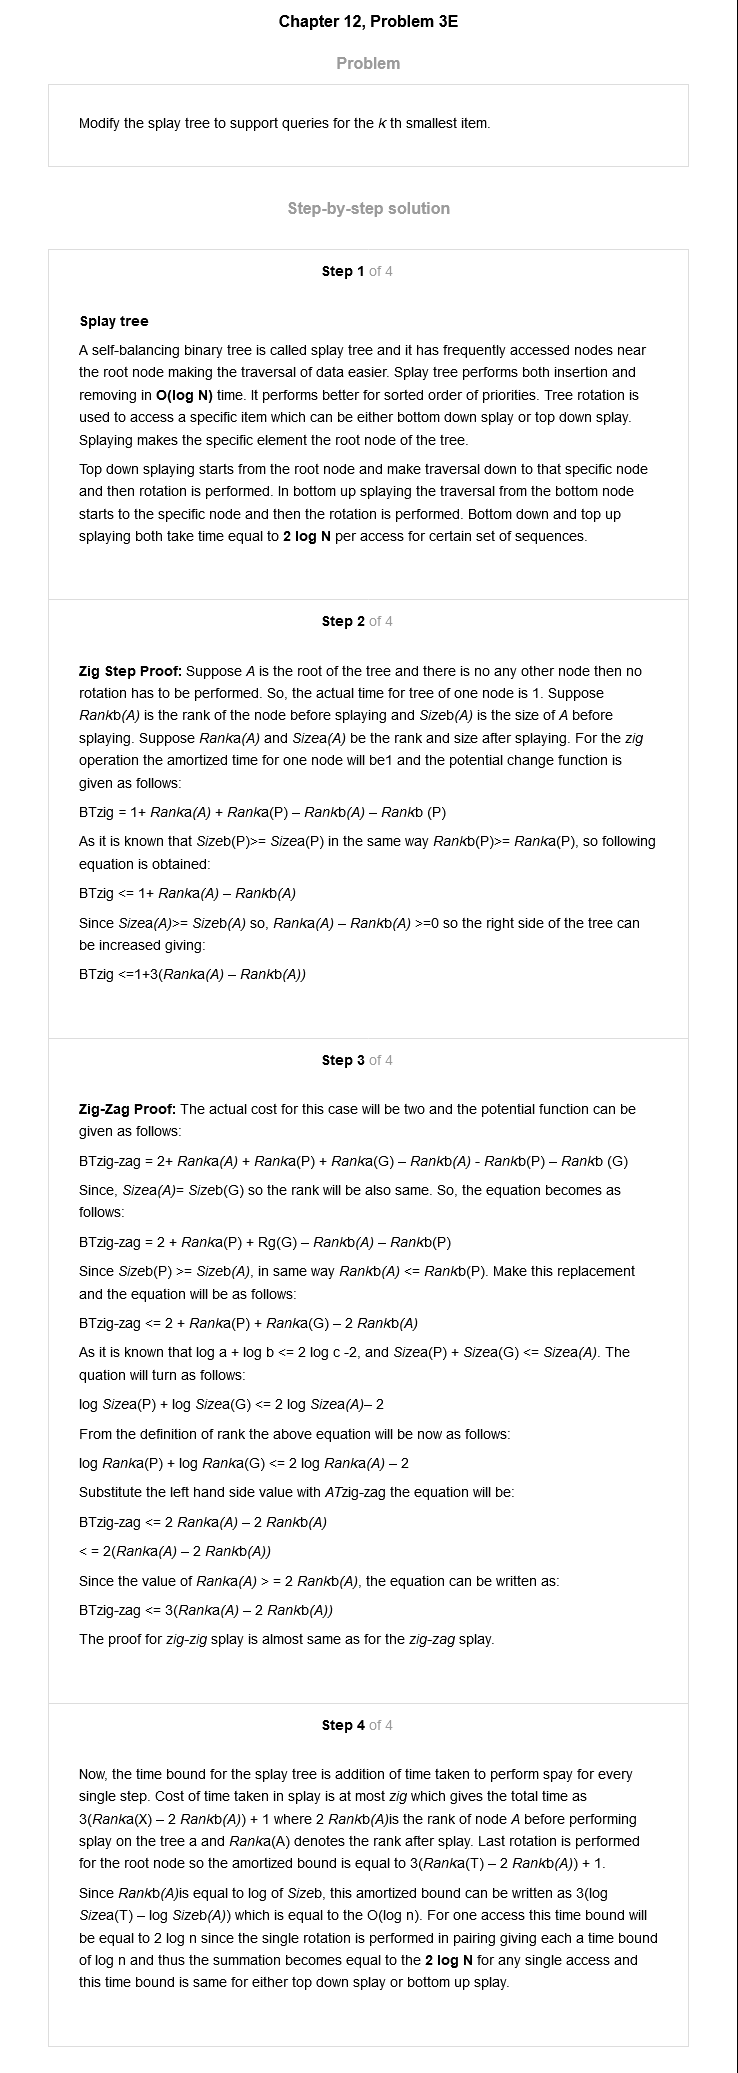 Chapter 12, Problem 3E
Problem
Modify the splay tree to support queries for the k th smallest item.
Step-by-step solution
Step 1 of 4
Splay tree
A self-balancing binary tree is called splay tree and it has frequently accessed nodes near
the root node making the traversal of data easier. Splay tree performs both insertion and
removing in O(log N) time. It performs better for sorted order of priorities. Tree rotation is
used to access a specific item which can be either bottom down splay or top down splay.
Splaying makes the specific element the root node of the tree.
Top down splaying starts from the root node and make traversal down to that specific node
and then rotation is performed. In bottom up splaying the traversal from the bottom node
starts to the specific node and then the rotation is performed. Bottom down and top up
splaying both take time equal to 2 log N per access for certain set of sequences.
Step 2 of 4
Zig Step Proof: Suppose A is the root of the tree and there is no any other node then no
rotation has to be performed. So, the actual time for tree of one node is 1. Suppose
Rankb(A) is the rank of the node before splaying and Sizeb(A) is the size of A before
splaying. Suppose Ranka(A) and Sizea(A) be the rank and size after splaying. For the zig
operation the amortized time for one node will be1 and the potential change function is
given as follows:
BTzig = 1+ Ranka(A) + Ranka(P) – Rankb(A) – Rankb (P)
As it is known that Sizeb(P)>= Sizea(P) in the same way Rankb(P)>= Ranka(P), so following
equation is obtained:
BTzig <= 1+ Ranka(A) – Rankb(A)
Since Sizea(A)>= Sizeb(A) so, Ranka(A) – Rankb(A) >=0 so the right side of the tree can
be increased giving:
BTzig <=1+3(Ranka(A) – Rankb(A))
Step 3 of 4
Zig-Zag Proof: The actual cost for this case will be two and the potential function can be
given as follows:
BTzig-zag = 2+ Ranka(A) + Ranka(P) + Ranka(G) – Rankb(A) - Rankb(P) – Rankb (G)
Since, Sizea(A)= Sizeb(G) so the rank will be also same. So, the equation becomes as
follows:
BTzig-zag = 2 + Ranka(P) + Rg(G) – Rankb(A) – Rankb(P)
Since Sizeb(P) >= Sizeb(A), in same way Rankb(A) <= Rankb(P). Make this replacement
and the equation will be as follows:
BTzig-zag <= 2 + Ranka(P) + Ranka(G) – 2 Rankb(A)
As it is known that log a + log b <= 2 log c -2, and Sizea(P) + Sizea(G) <= Sizea(A). The
quation will turn as follows:
log Sizea(P) + log Sizea(G) <= 2 log Sizea(A)– 2
From the definition of rank the above equation will be now as follows:
log Ranka(P) + log Ranka(G) <= 2 log Ranka(A) – 2
Substitute the left hand side value with ATzig-zag the equation will be:
BTzig-zag <= 2 Ranka(A) – 2 Rankb(A)
< = 2(Ranka(A) – 2 Rankb(A))
Since the value of Ranka(A) > = 2 Rankb(A), the equation can be written as:
BTzig-zag <= 3(Ranka(A) – 2 Rankb(A))
The proof for zig-zig splay is almost same as for the zig-zag splay.
Step 4 of 4
Now, the time bound for the splay tree is addition of time taken to perform spay for every
single step. Cost of time taken in splay is at most zig which gives the total time as
3(Ranka(X) – 2 Rankb(A)) + 1 where 2 Rankb(A)is the rank of node A before performing
splay on the tree a and Ranka(A) denotes the rank after splay. Last rotation is performed
for the root node so the amortized bound is equal to 3(Ranka(T) – 2 Rankb(A)) + 1.
Since Rankb(A)is equal to log of Sizeb, this amortized bound can be written as 3(log
Sizea(T) – log Sizeb(A)) which is equal to the O(log n). For one access this time bound will
be equal to 2 log n since the single rotation is performed in pairing giving each a time bound
of log n and thus the summation becomes equal to the 2 log N for any single access and
this time bound is same for either top down splay or bottom up splay.